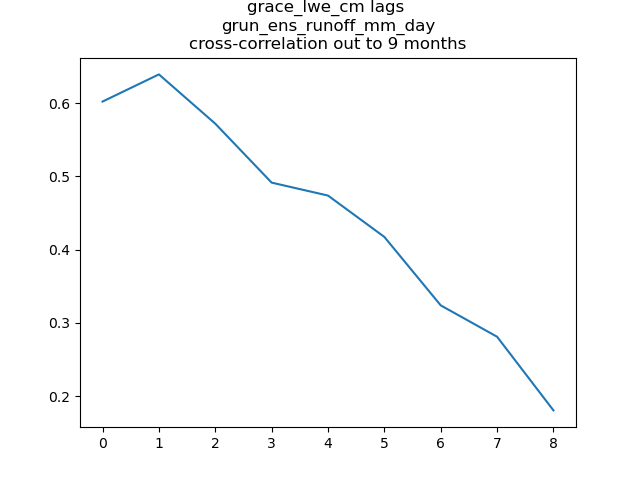 grace_lwe_cm lags
grun_ens_runoff_mm_day
cross-correlation out to 9 months
0.6
0.5
0.4
0.3
0.2
0 1 2 3 4 5 6 7 8